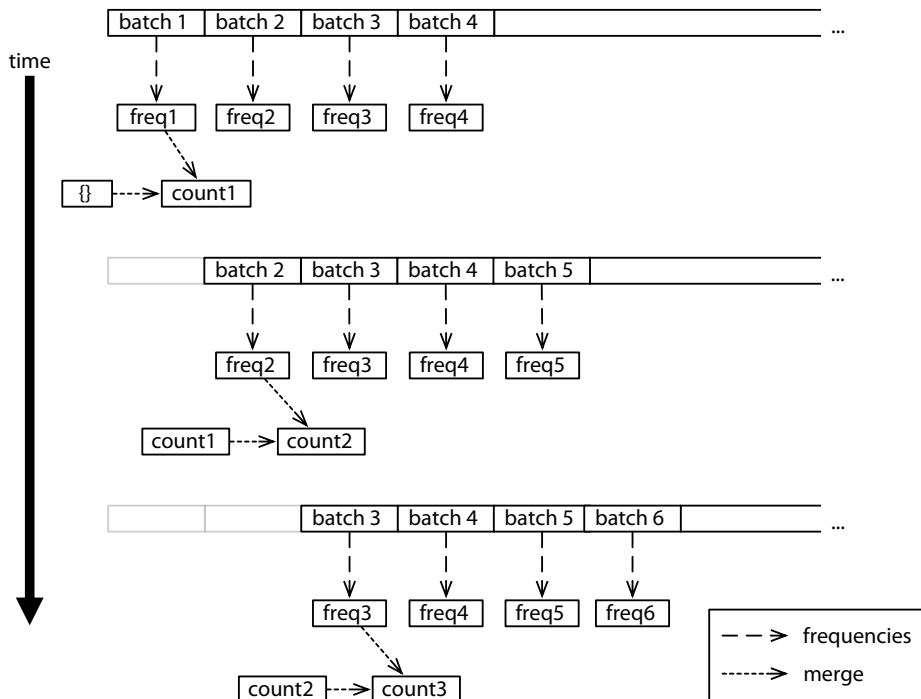 batch 1 batch 2 batch 3 batch 4 ...
time
freq1 freq2 freq3 freq4
{} count1
batch 2 batch 3 batch 4 batch 5 ...
freq2 freq3 freq4 freq5
count1 count2
batch 3 batch 4 batch 5 batch 6 ...
freq3 freq4 freq5 freq6
frequencies
count2 count3
merge